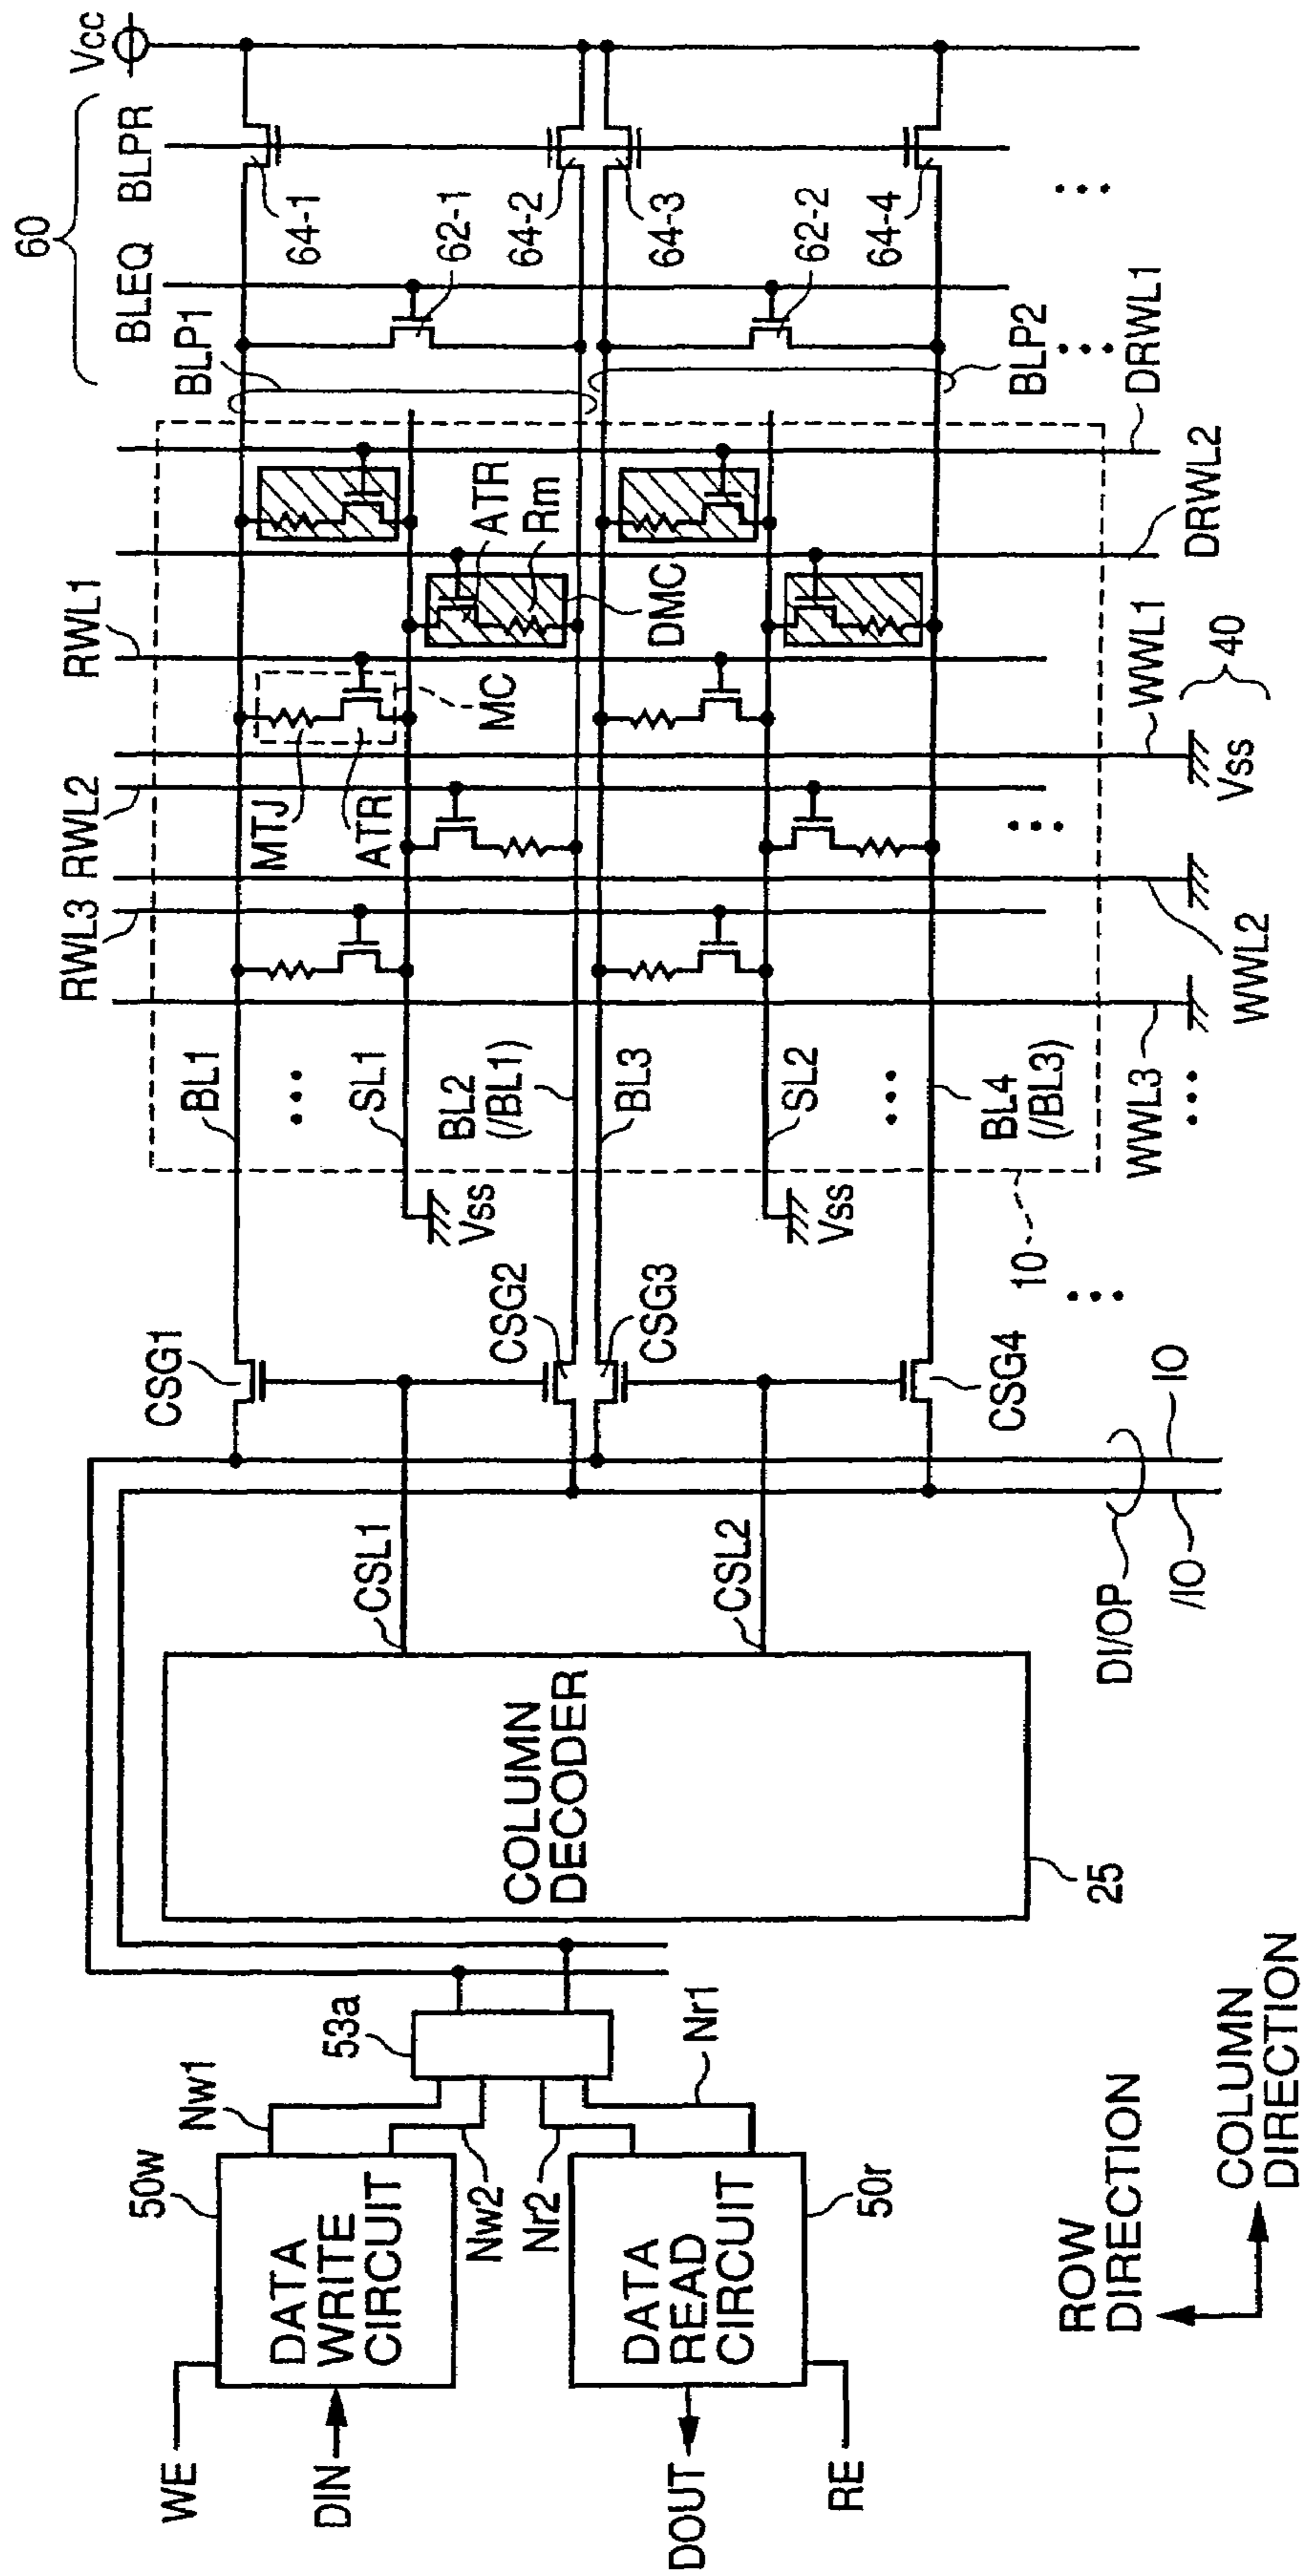 WE
DIN
DOUT
RE
50w
DATA
WRITE
CIRCUIT
DATA
READ
CIRCUIT
50r
Nw1
Nw2
Nr2
Nr1
53a
COLUMN
DECODER
25
ROW
DIRECTION
COLUMN
DIRECTION
CSL1
CSL2
DI/OP
/IO
IO
CSG1
CSG2
CSG3
CSG4
10
Vss
Vss
BL1
SL1
BL2
(/BL1)
BL3
SL2
BL4
(/BL3)
WWL3
WWL2
WWL1
Vss
40
RWL3
RWL2
RWL1
MTJ
ATR
MC
DMC
Rm
ATR
DRWL2
DRWL1
BLP1
BLP2
60
BLEQ
BLPR
Vcc
62-1
62-2
64-1
64-2
64-3
64-4